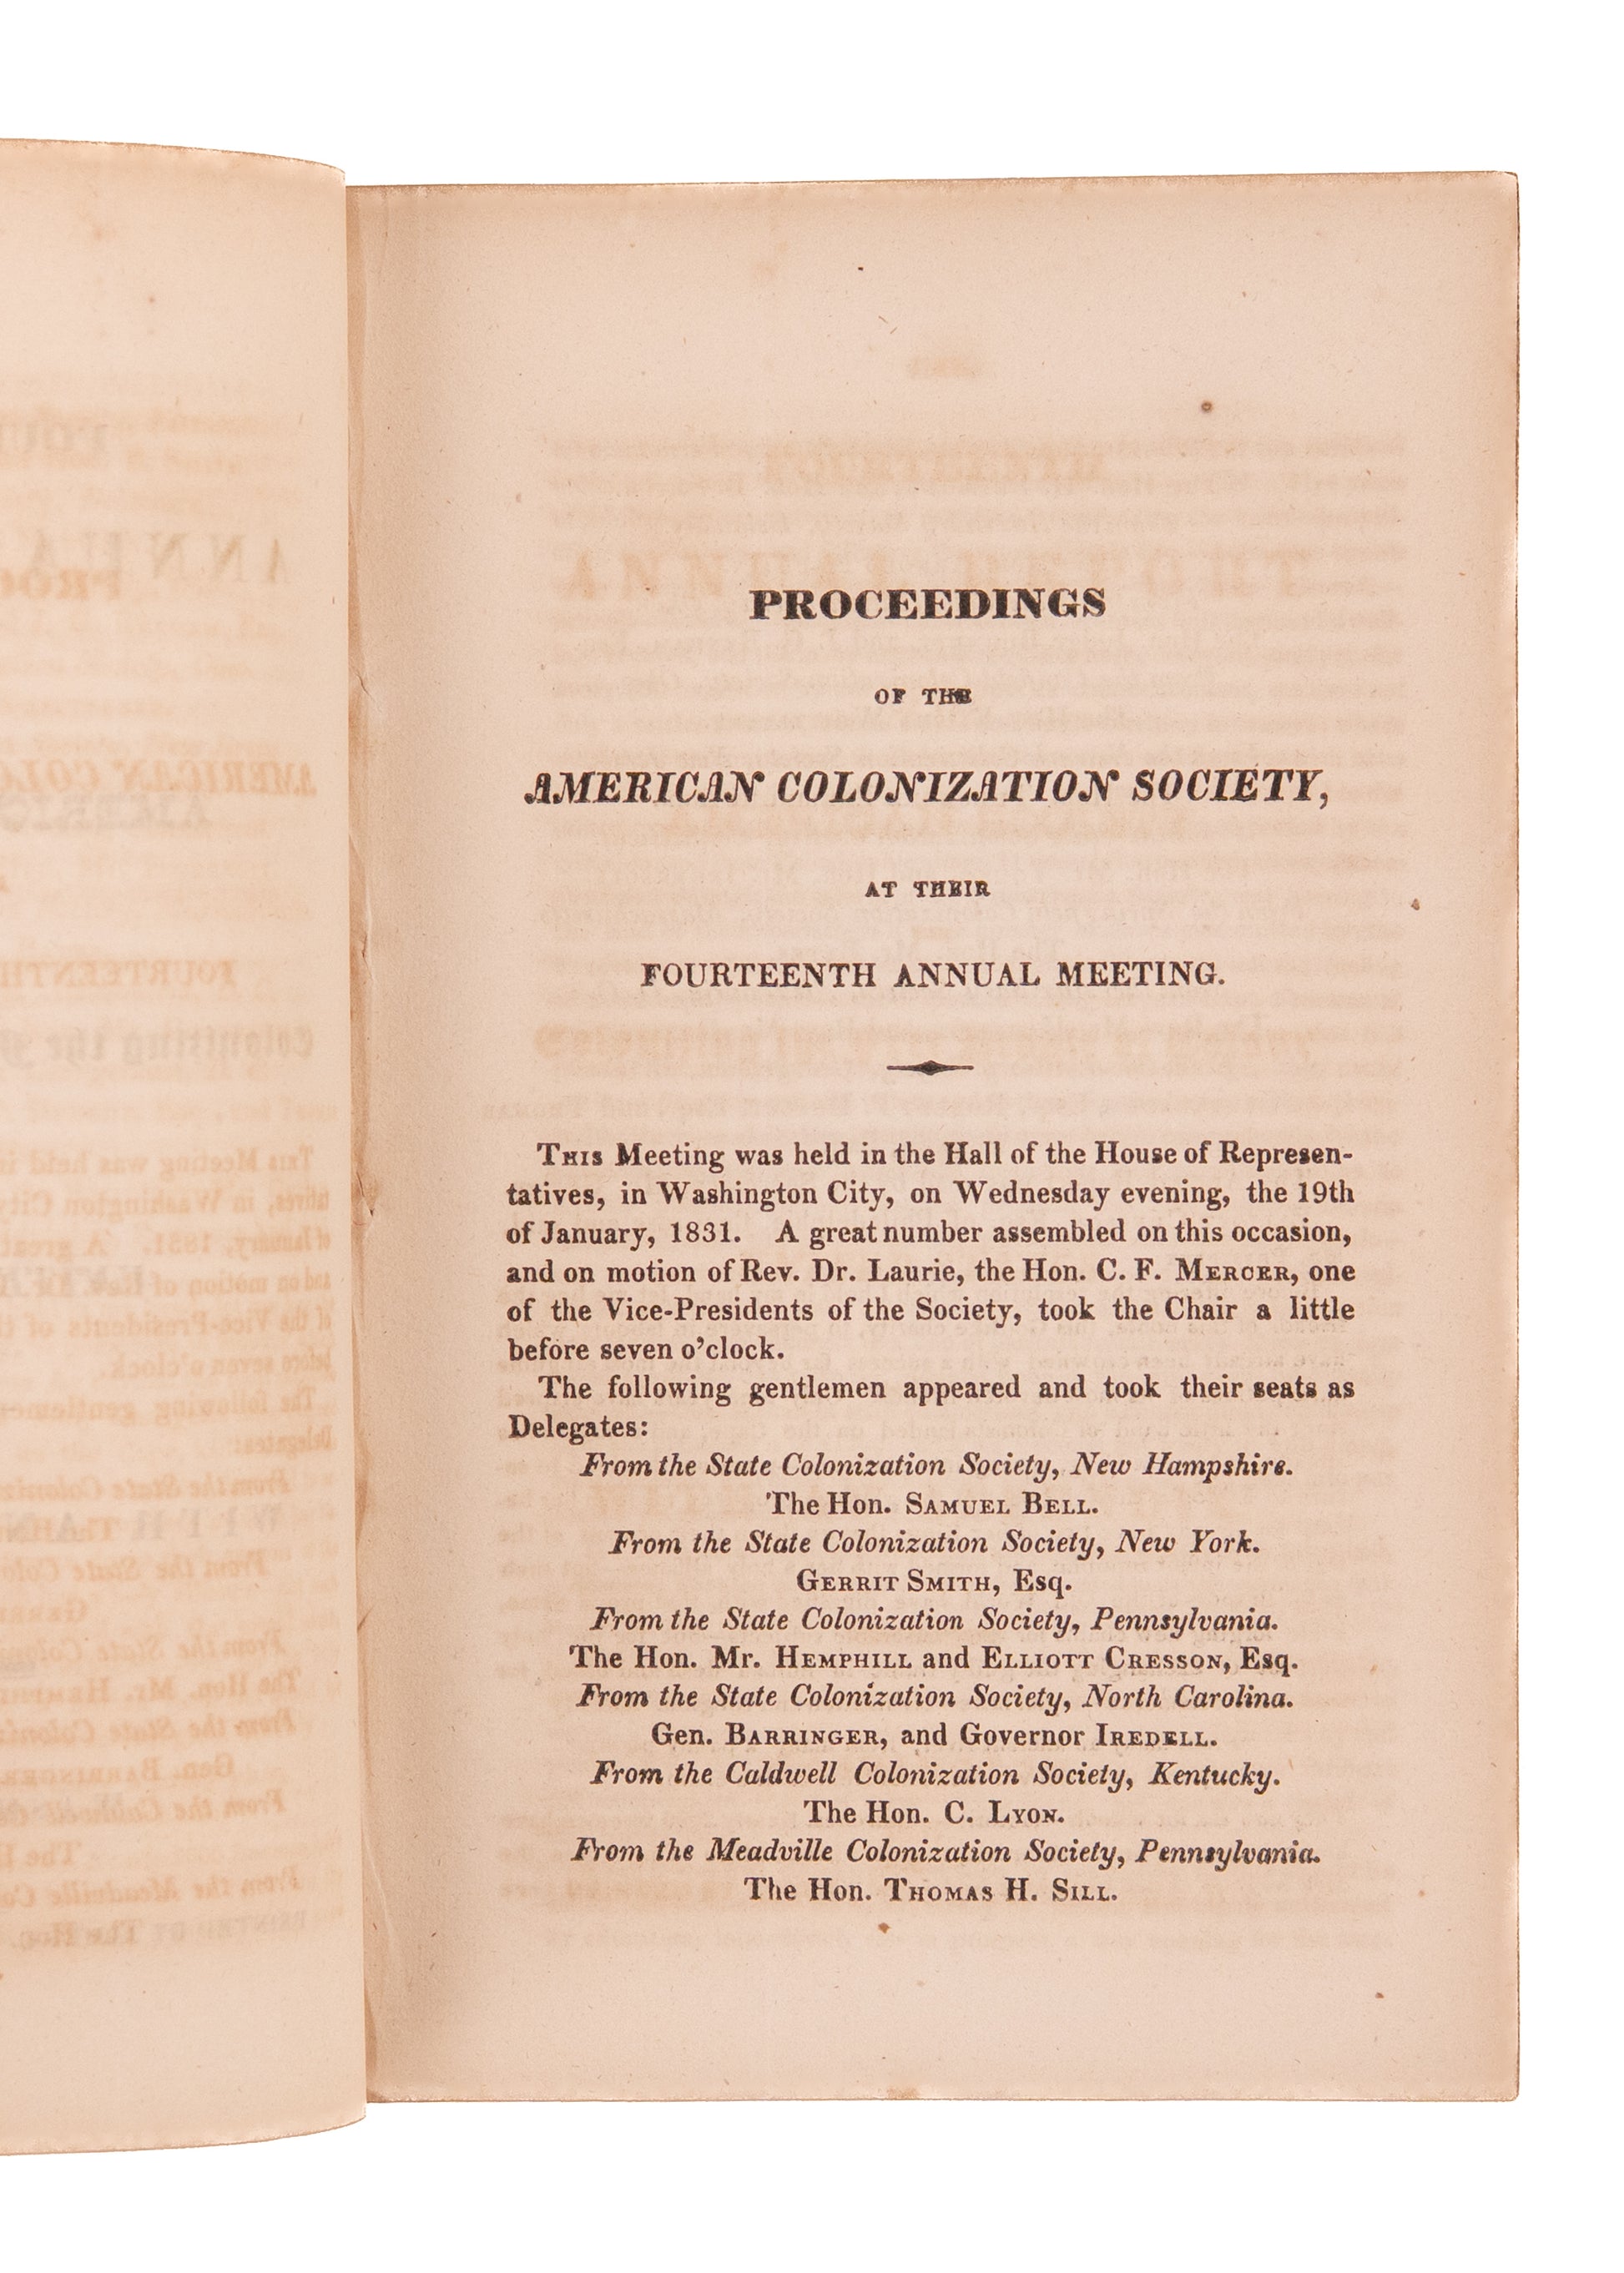 PROCEEDINGS
OF THE
AMERICAN COLONIZATION SOCIETY,
AT THEIR
FOURTEENTH ANNUAL MEETING.
THIS Meeting was held in the Hall of the House of Represen-
tatives, in Washington City, on Wednesday evening, the 19th
of January, 1831. A great number assembled on this occasion,
and on motion of Rev. Dr. Laurie, the Hon. C. F. MERCER, one
of the Vice-Presidents of the Society, took the Chair a little
before seven o'clock.
The following gentlemen appeared and took their seats as
Delegates:
From the State Colonization Society, New Hampshire.
The Hon. SAMUEL BELL.
From the State Colonization Society, New York.
GERRIT SMITH, Esq.
From the State Colonization Society, Pennsylvania.
The Hon. Mr. HEMPHILL and ELLIOTT CRESSON, Esq.
From the State Colonization Society, North Carolina.
Gen. BARRINGER, and Governor IREDELL.
From the Caldwell Colonization Society, Kentucky.
The Hon. C. LYON.
From the Meadville Colonization Society, Pennsylvania.
The Hon. THOMAS H. SILL.